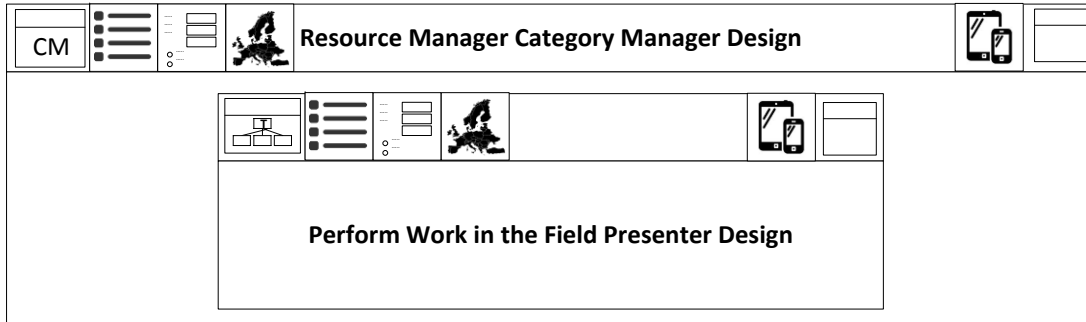 CM
Resource Manager Category Manager Design
T
Perform Work in the Field Presenter Design